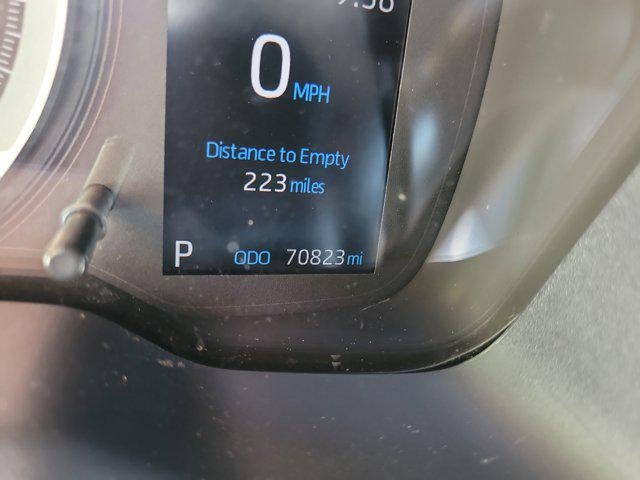 0 MPH
Distance to Empty
223 miles
P ODO 70823 mi